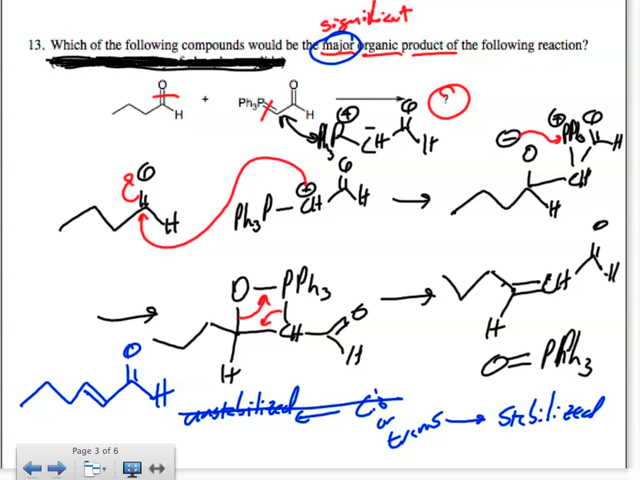 significant
13. Which of the following compounds would be the major organic product of the following reaction?
O
H
+
Ph3P
O
H
?
Ph3P ⊕ − CH O H
O H
Ph3P — CH O H
⊖ O ⊕ PPh3 CH O H H
O — PPh3
CH
O
H
H
CH
O
H
H
O=PPh3
O
H
unstabilized ← Cis
or
trans → stabilized
Page 3 of 6